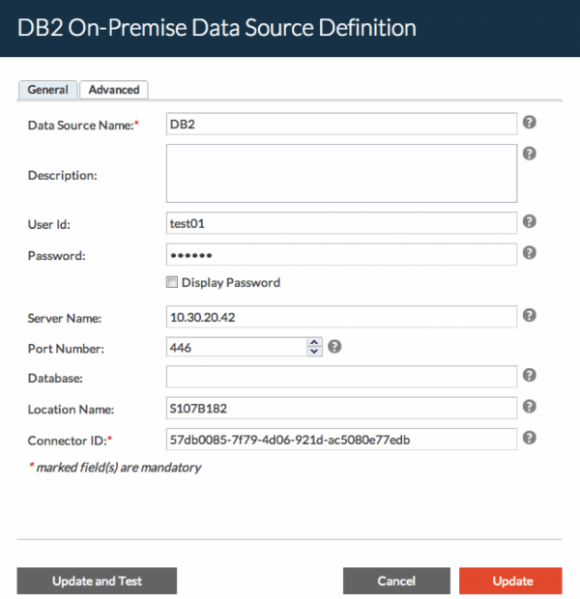 DB2 On-Premise Data Source Definition
General Advanced
Data Source Name:* DB2 ?
Description: ?
User Id: test01 ?
Password: •••••• ?
Display Password
Server Name: 10.30.20.42 ?
Port Number: 446 ?
Database: ?
Location Name: S107B182 ?
Connector ID:* 57db0085-7f79-4d06-921d-ac5080e77edb ?
* marked field(s) are mandatory
Update and Test Cancel Update